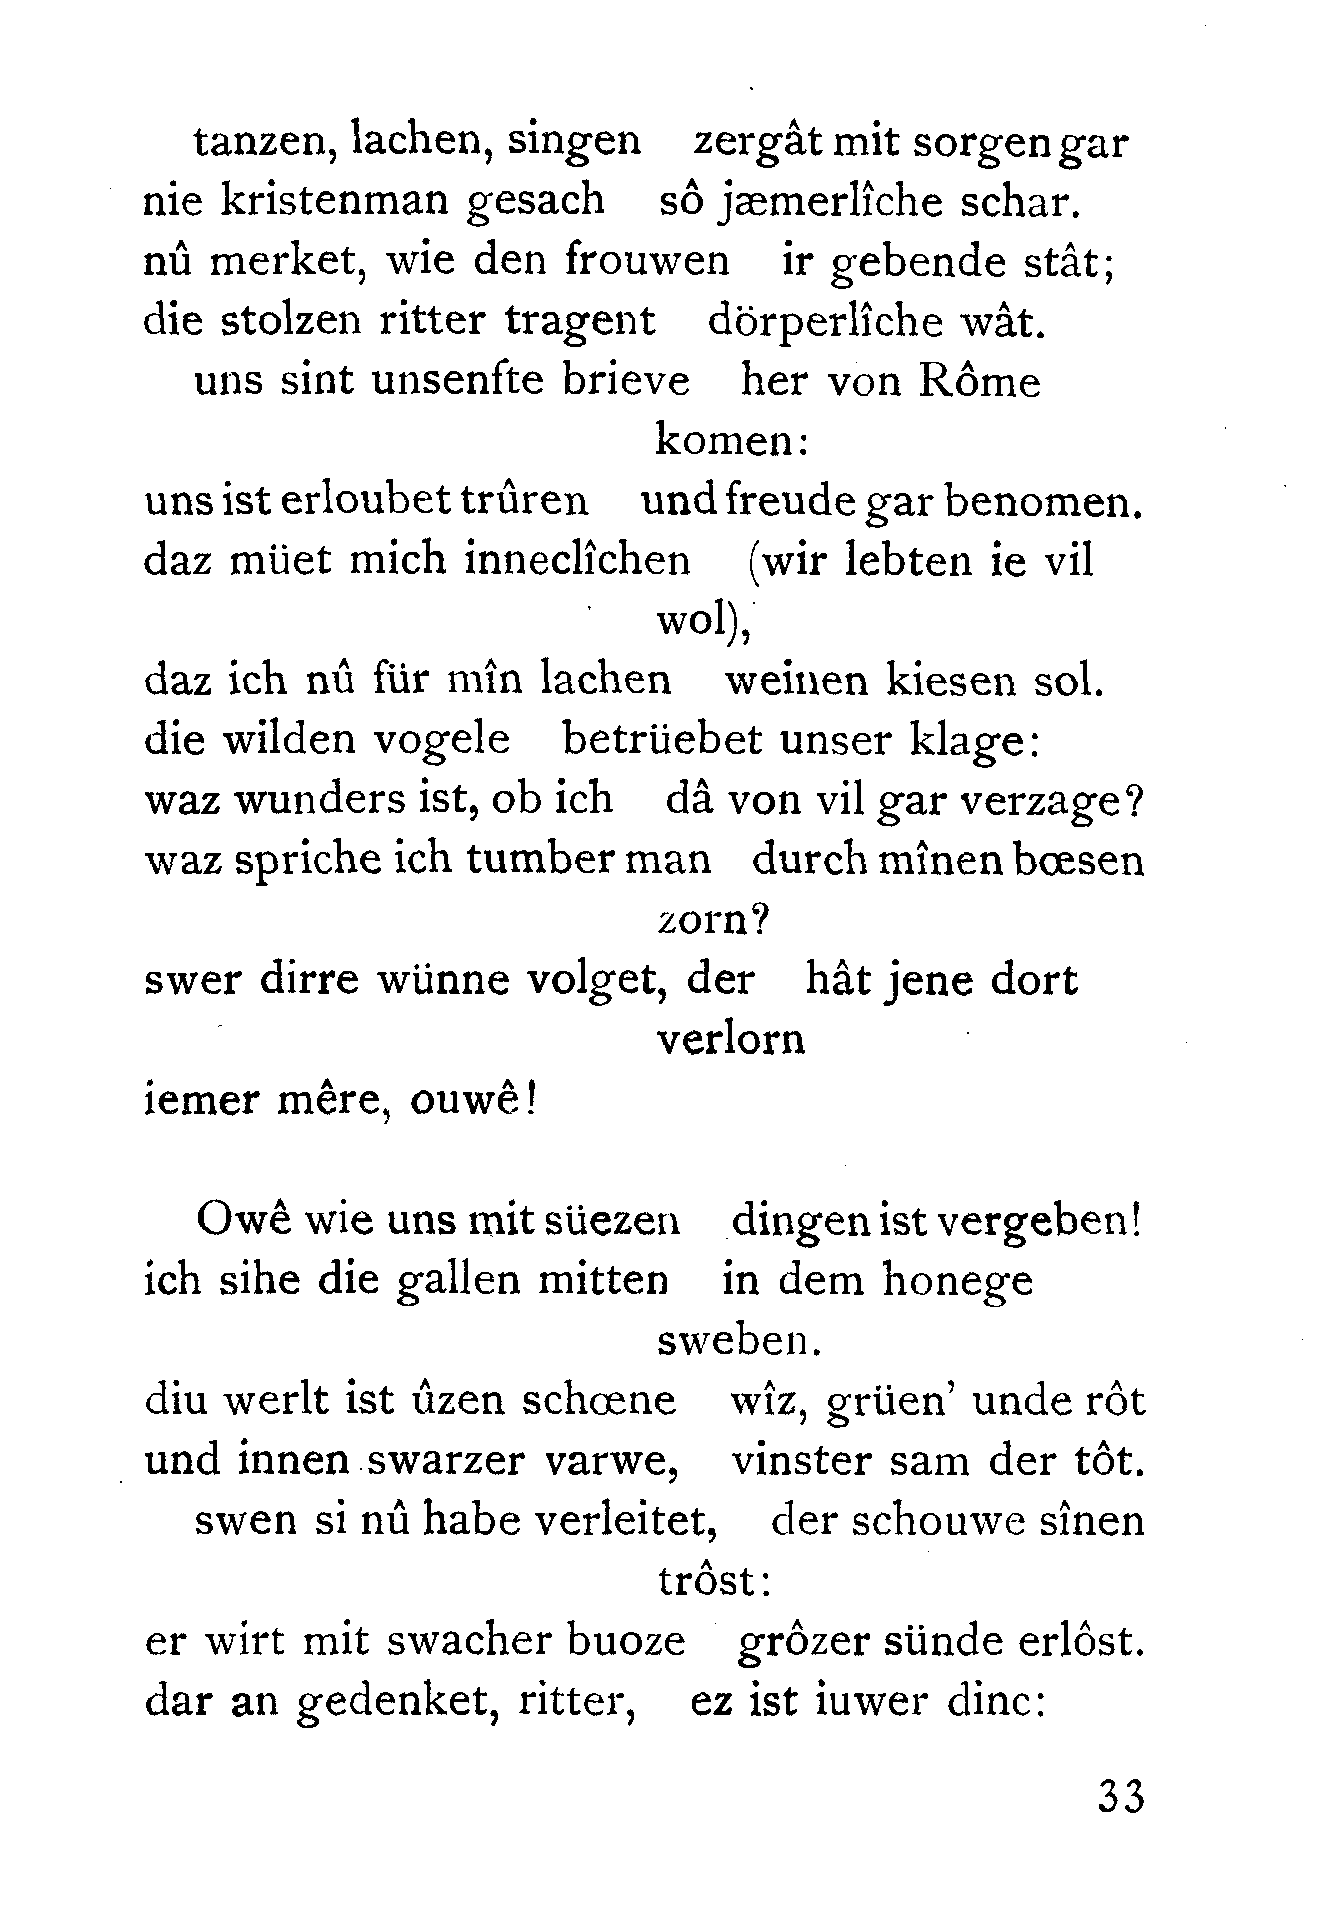 tanzen, lachen, singen zergât mit sorgen gar
nie kristenman gesach sô jæmerlîche schar.
nû merket, wie den frouwen ir gebende stât;
die stolzen ritter tragent dörperlîche wât.
uns sint unsenfte brieve her von Rôme
komen:
uns ist erloubet trûren und freude gar benomen.
daz müet mich inneclîchen (wir lebten ie vil
wol),
daz ich nû für mîn lachen weinen kiesen sol.
die wilden vogele betrüebet unser klage:
waz wunders ist, ob ich dâ von vil gar verzage?
waz spriche ich tumber man durch mînen bœsen
zorn?
swer dirre wünne volget, der hât jene dort
verlorn
iemer mêre, ouwê!
Owê wie uns mit süezen dingen ist vergeben!
ich sihe die gallen mitten in dem honege
sweben.
diu werlt ist ûzen schœne wîz, grüen' unde rôt
und innen swarzer varwe, vinster sam der tôt.
swen si nû habe verleitet, der schouwe sînen
trôst:
er wirt mit swacher buoze grôzer sünde erlôst.
dar an gedenket, ritter, ez ist iuwer dinc:
33